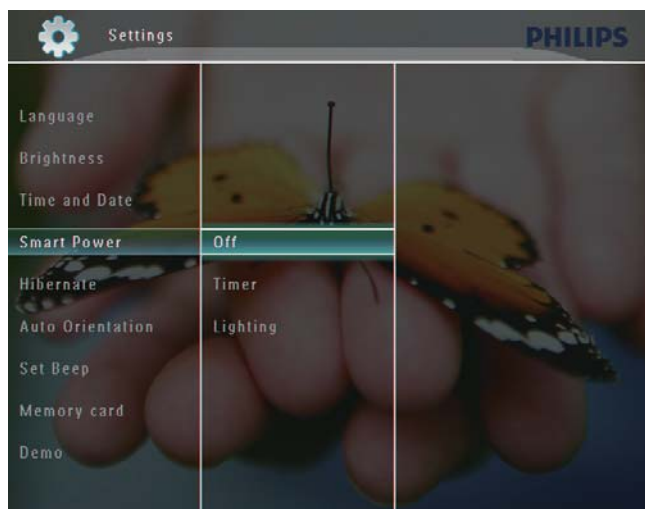 Settings
PHILIPS
Language
Brightness
Time and Date
Smart Power
Off
Hibernate
Timer
Auto Orientation
Lighting
Set Beep
Memory card
Demo